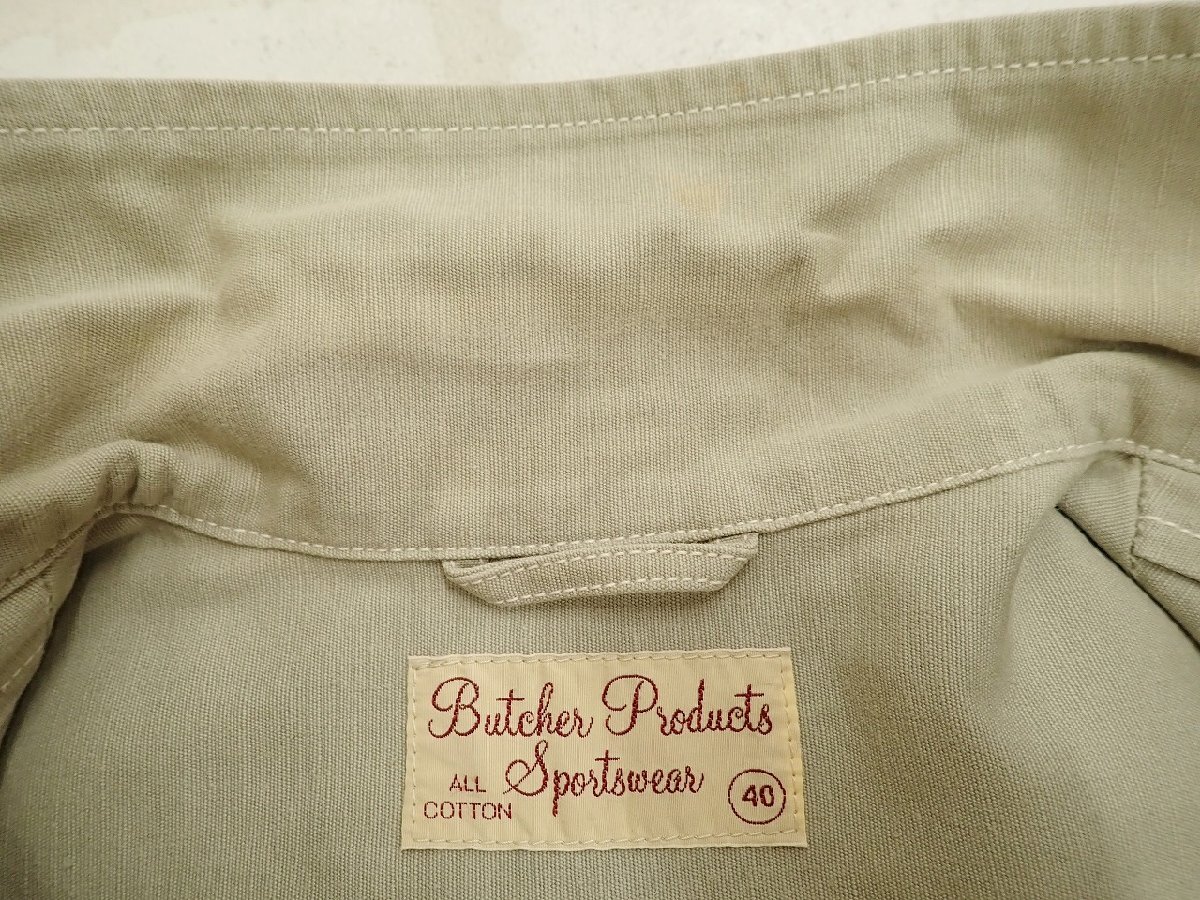 Butcher Products
Sportswear
ALL
COTTON
40